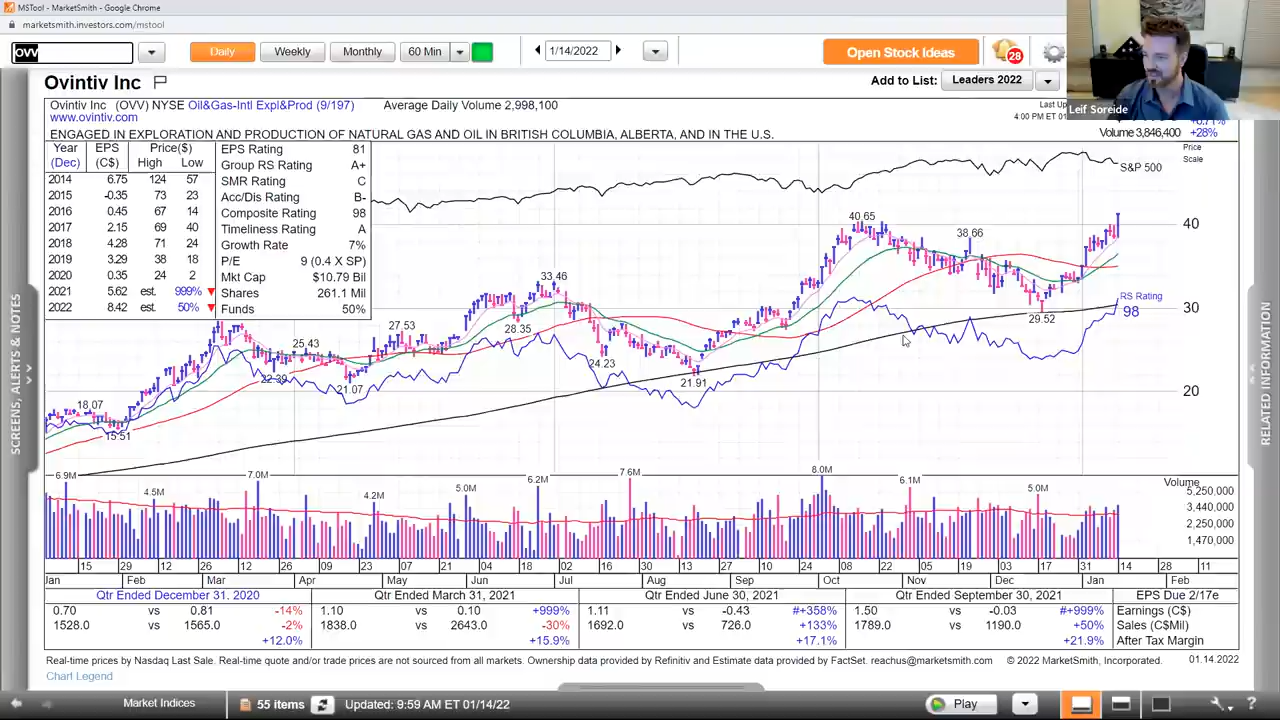 MSTool - MarketSmith - Google Chrome
marketsmith.investors.com/mstool
ovv
Daily
Weekly
Monthly
60 Min
1/14/2022
Open Stock Ideas
28
Ovintiv Inc
Add to List:
Leaders 2022
Leif Soreide
Ovintiv Inc (OVV) NYSE Oil&Gas-Intl Expl&Prod (9/197) Average Daily Volume 2,998,100
Last Up
www.ovintiv.com
4:00 PM ET 01
ENGAGED IN EXPLORATION AND PRODUCTION OF NATURAL GAS AND OIL IN BRITISH COLUMBIA, ALBERTA, AND IN THE U.S.
Volume 3,846,400 +28%
Year EPS Price($)
(Dec) (C$) High Low
2014 6.75 124 57
2015 -0.35 73 23
2016 0.45 67 14
2017 2.15 69 40
2018 4.28 71 24
2019 3.29 38 18
2020 0.35 24 2
2021 5.62 est. 999%
2022 8.42 est. 50%
EPS Rating 81
Group RS Rating A+
SMR Rating C
Acc/Dis Rating B-
Composite Rating 98
Timeliness Rating A
Growth Rate 7%
P/E 9 (0.4 X SP)
Mkt Cap $10.79 Bil
Shares 261.1 Mil
Funds 50%
Price
Scale
S&P 500
40.65
38.66
40
33.46
RS Rating
98
30
29.52
28.35
27.53
25.43
24.23
22.39
21.91
21.07
20
18.07
15.51
6.9M
4.5M
7.0M
4.2M
5.0M
6.2M
7.6M
8.0M
6.1M
5.0M
Volume
5,250,000
3,440,000
2,250,000
1,470,000
15 29 12 26 12 26 09 23 07 21 04 18 02 16 30 13 27 10 24 08 22 05 19 03 17 31 14 28 11
Jan Feb Mar Apr May Jun Jul Aug Sep Oct Nov Dec Jan Feb
Qtr Ended December 31. 2020
0.70 vs 0.81 -14%
1528.0 vs 1565.0 -2%
+12.0%
Qtr Ended March 31, 2021
1.10 vs 0.10 +999%
1838.0 vs 2643.0 -30%
+15.9%
Qtr Ended June 30, 2021
1.11 vs -0.43 #+358%
1692.0 vs 726.0 +133%
+17.1%
Qtr Ended September 30, 2021
1.50 vs -0.03 #+999%
1789.0 vs 1190.0 +50%
+21.9%
EPS Due 2/17e
Earnings (C$)
Sales (C$Mil)
After Tax Margin
Real-time prices by Nasdaq Last Sale. Real-time quote and/or trade prices are not sourced from all markets. Ownership data provided by Refinitiv and Estimate data provided by FactSet. reachus@marketsmith.com © 2022 MarketSmith, Incorporated. 01.14.2022
Chart Legend
SCREENS, ALERTS & NOTES
RELATED INFORMATION
Market Indices
55 items
Updated: 9:59 AM ET 01/14/22
Play
?